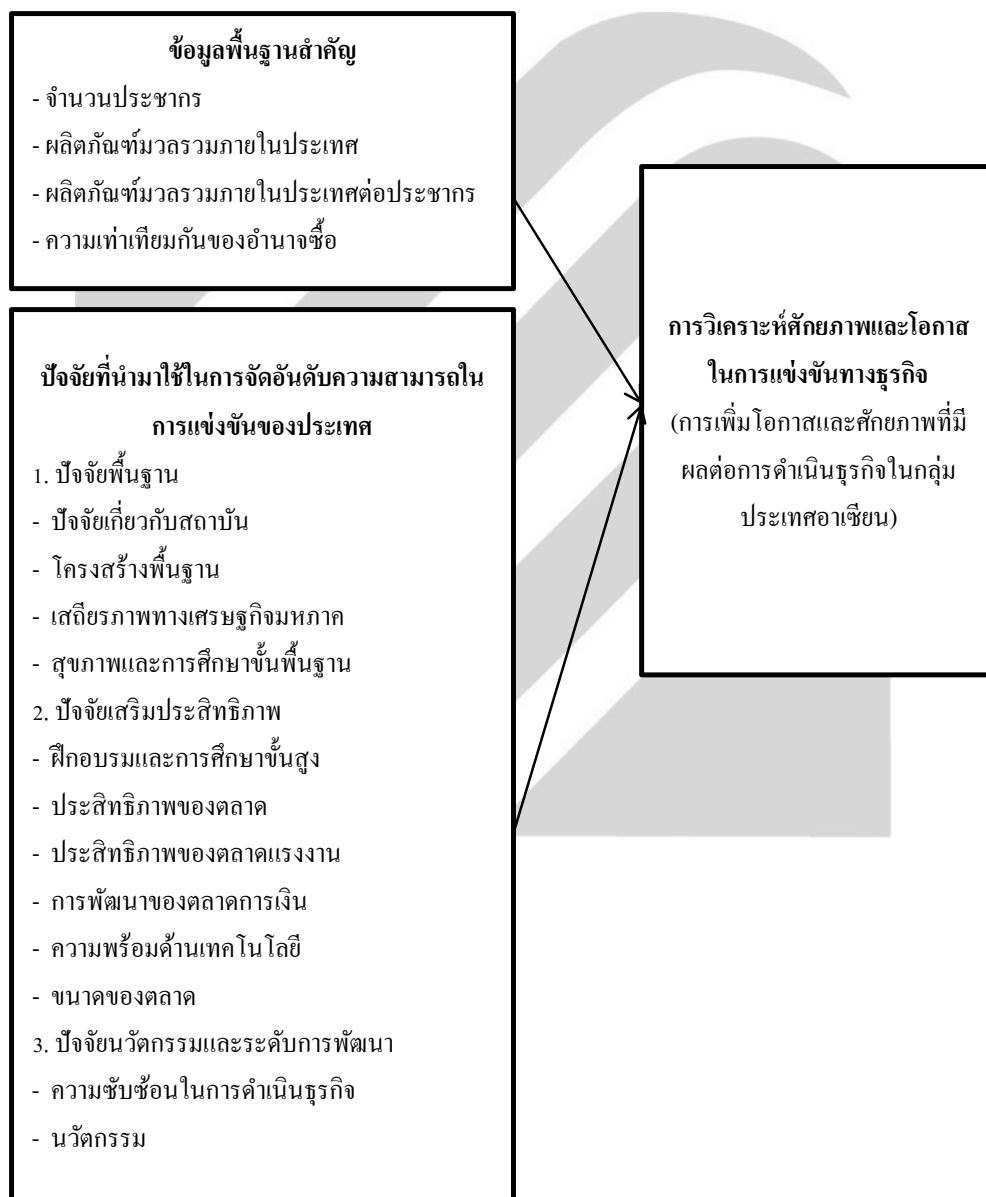 ข้อมูลพื้นฐานสำคัญ
- จำนวนประชากร
- ผลิตภัณฑ์มวลรวมภายในประเทศ
- ผลิตภัณฑ์มวลรวมภายในประเทศต่อประชากร
- ความเท่าเทียมกันของอำนาจซื้อ
ปัจจัยที่นำมาใช้ในการจัดอันดับความสามารถใน
การแข่งขันของประเทศ
1. ปัจจัยพื้นฐาน
- ปัจจัยเกี่ยวกับสถาบัน
- โครงสร้างพื้นฐาน
- เสถียรภาพทางเศรษฐกิจมหภาค
- สุขภาพและการศึกษาขั้นพื้นฐาน
2. ปัจจัยเสริมประสิทธิภาพ
- ฝึกอบรมและการศึกษาขั้นสูง
- ประสิทธิภาพของตลาด
- ประสิทธิภาพของตลาดแรงงาน
- การพัฒนาของตลาดการเงิน
- ความพร้อมด้านเทคโนโลยี
- ขนาดของตลาด
3. ปัจจัยนวัตกรรมและระดับการพัฒนา
- ความซับซ้อนในการดำเนินธุรกิจ
- นวัตกรรม
การวิเคราะห์ศักยภาพและโอกาส
ในการแข่งขันทางธุรกิจ
(การเพิ่มโอกาสและศักยภาพที่มี
ผลต่อการดำเนินธุรกิจในกลุ่ม
ประเทศอาเซียน)